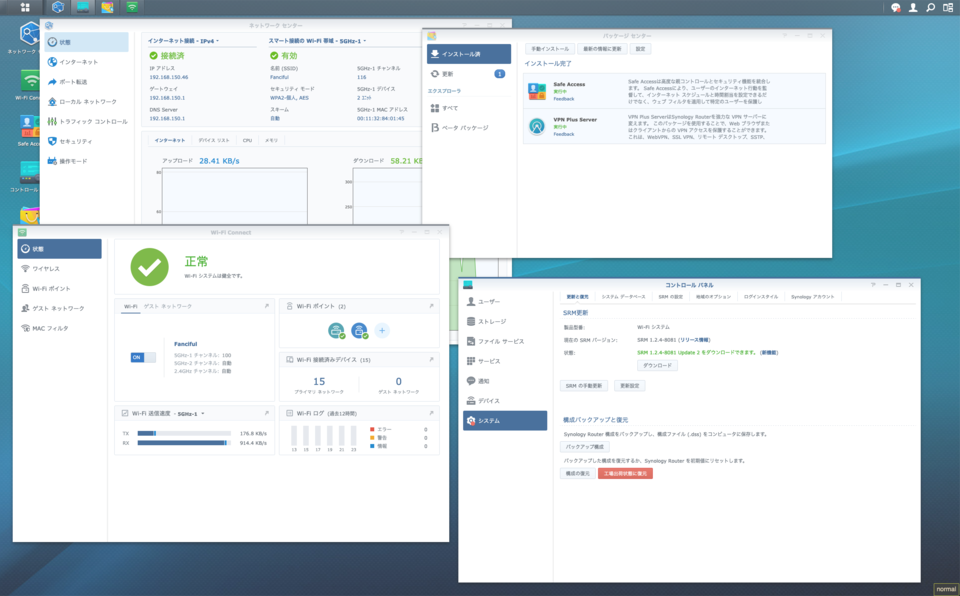 ネットワーク センター
状態
インターネット
ポート転送
ローカル ネットワーク
トラフィック コントロール
セキュリティ
操作モード
インターネット接続 - IPv4
接続済
IP アドレス
192.168.150.46
ゲートウェイ
192.168.150.1
DNS Server
192.168.150.1
スマート接続の Wi-Fi 帯域 - 5GHz-1
有効
名前 (SSID)
Fanciful
セキュリティ モード
WPA2-個人, AES
スキーム
自動
5GHz-1 チャンネル
116
5GHz-1 デバイス
2 ユニット
5GHz-1 MAC アドレス
00:11:32:84:01:45
インターネット
デバイス リスト
CPU
メモリ
アップロード 28.41 KB/s
ダウンロード 58.21 KB
パッケージ センター
インストール済
更新 1
エクスプローラ
すべて
ベータ パッケージ
手動インストール
最新の情報に更新
設定
インストール完了
Safe Access
実行中
Feedback
Safe Accessは高度な親コントロールとセキュリティ機能を統合します。 Safe Accessにより、ユーザーのインターネット行動を監
督して、インターネット スケジュールと時間割当を設定できるだ
けでなく、ウェブ フィルタを適用して特定のユーザーを保護し
VPN Plus Server
実行中
Feedback
VPN Plus ServerはSynology Routerを強力な VPN サーバーに
変えます。 このパッケージを使用することで、Web ブラウザまた
はクライアントからの VPN アクセスを保護することができます。
これは、WebVPN、SSL VPN、リモート デスクトップ、SSTP、
Wi-Fi Connect
状態
ワイヤレス
Wi-Fi ポイント
ゲスト ネットワーク
MAC フィルタ
正常
Wi-Fi システムは健全です。
Wi-Fi
ゲスト ネットワーク
ON
Fanciful
5GHz-1 チャンネル: 100
5GHz-2 チャンネル: 自動
2.4GHz チャンネル: 自動
Wi-Fi ポイント (2)
Wi-Fi 接続済みデバイス (15)
15
プライマリ ネットワーク
0
ゲスト ネットワーク
Wi-Fi 送信速度 - 5GHz-1
TX 176.8 KB/s
RX 914.4 KB/s
Wi-Fi ログ (過去12時間)
13 15 17 19 21 23
エラー 0
警告 0
情報 0
コントロール パネル
ユーザー
ストレージ
ファイル サービス
サービス
通知
デバイス
システム
更新と復元
システム データベース
SRM の設定
地域のオプション
ログインスタイル
Synology アカウント
SRM更新
製品型番: Wi-Fi システム
現在の SRM バージョン: SRM 1.2.4-8081 (リリース情報)
状態: SRM 1.2.4-8081 Update 2 をダウンロードできます。(新機能)
ダウンロード
SRM の手動更新
更新設定
構成バックアップと復元
Synology Router 構成をバックアップし、構成ファイル (.dss) をコンピュータに保存します。
バックアップ構成
バックアップした構成を復元するか、Synology Router を初期値にリセットします。
構成の復元
工場出荷状態に復元
normal